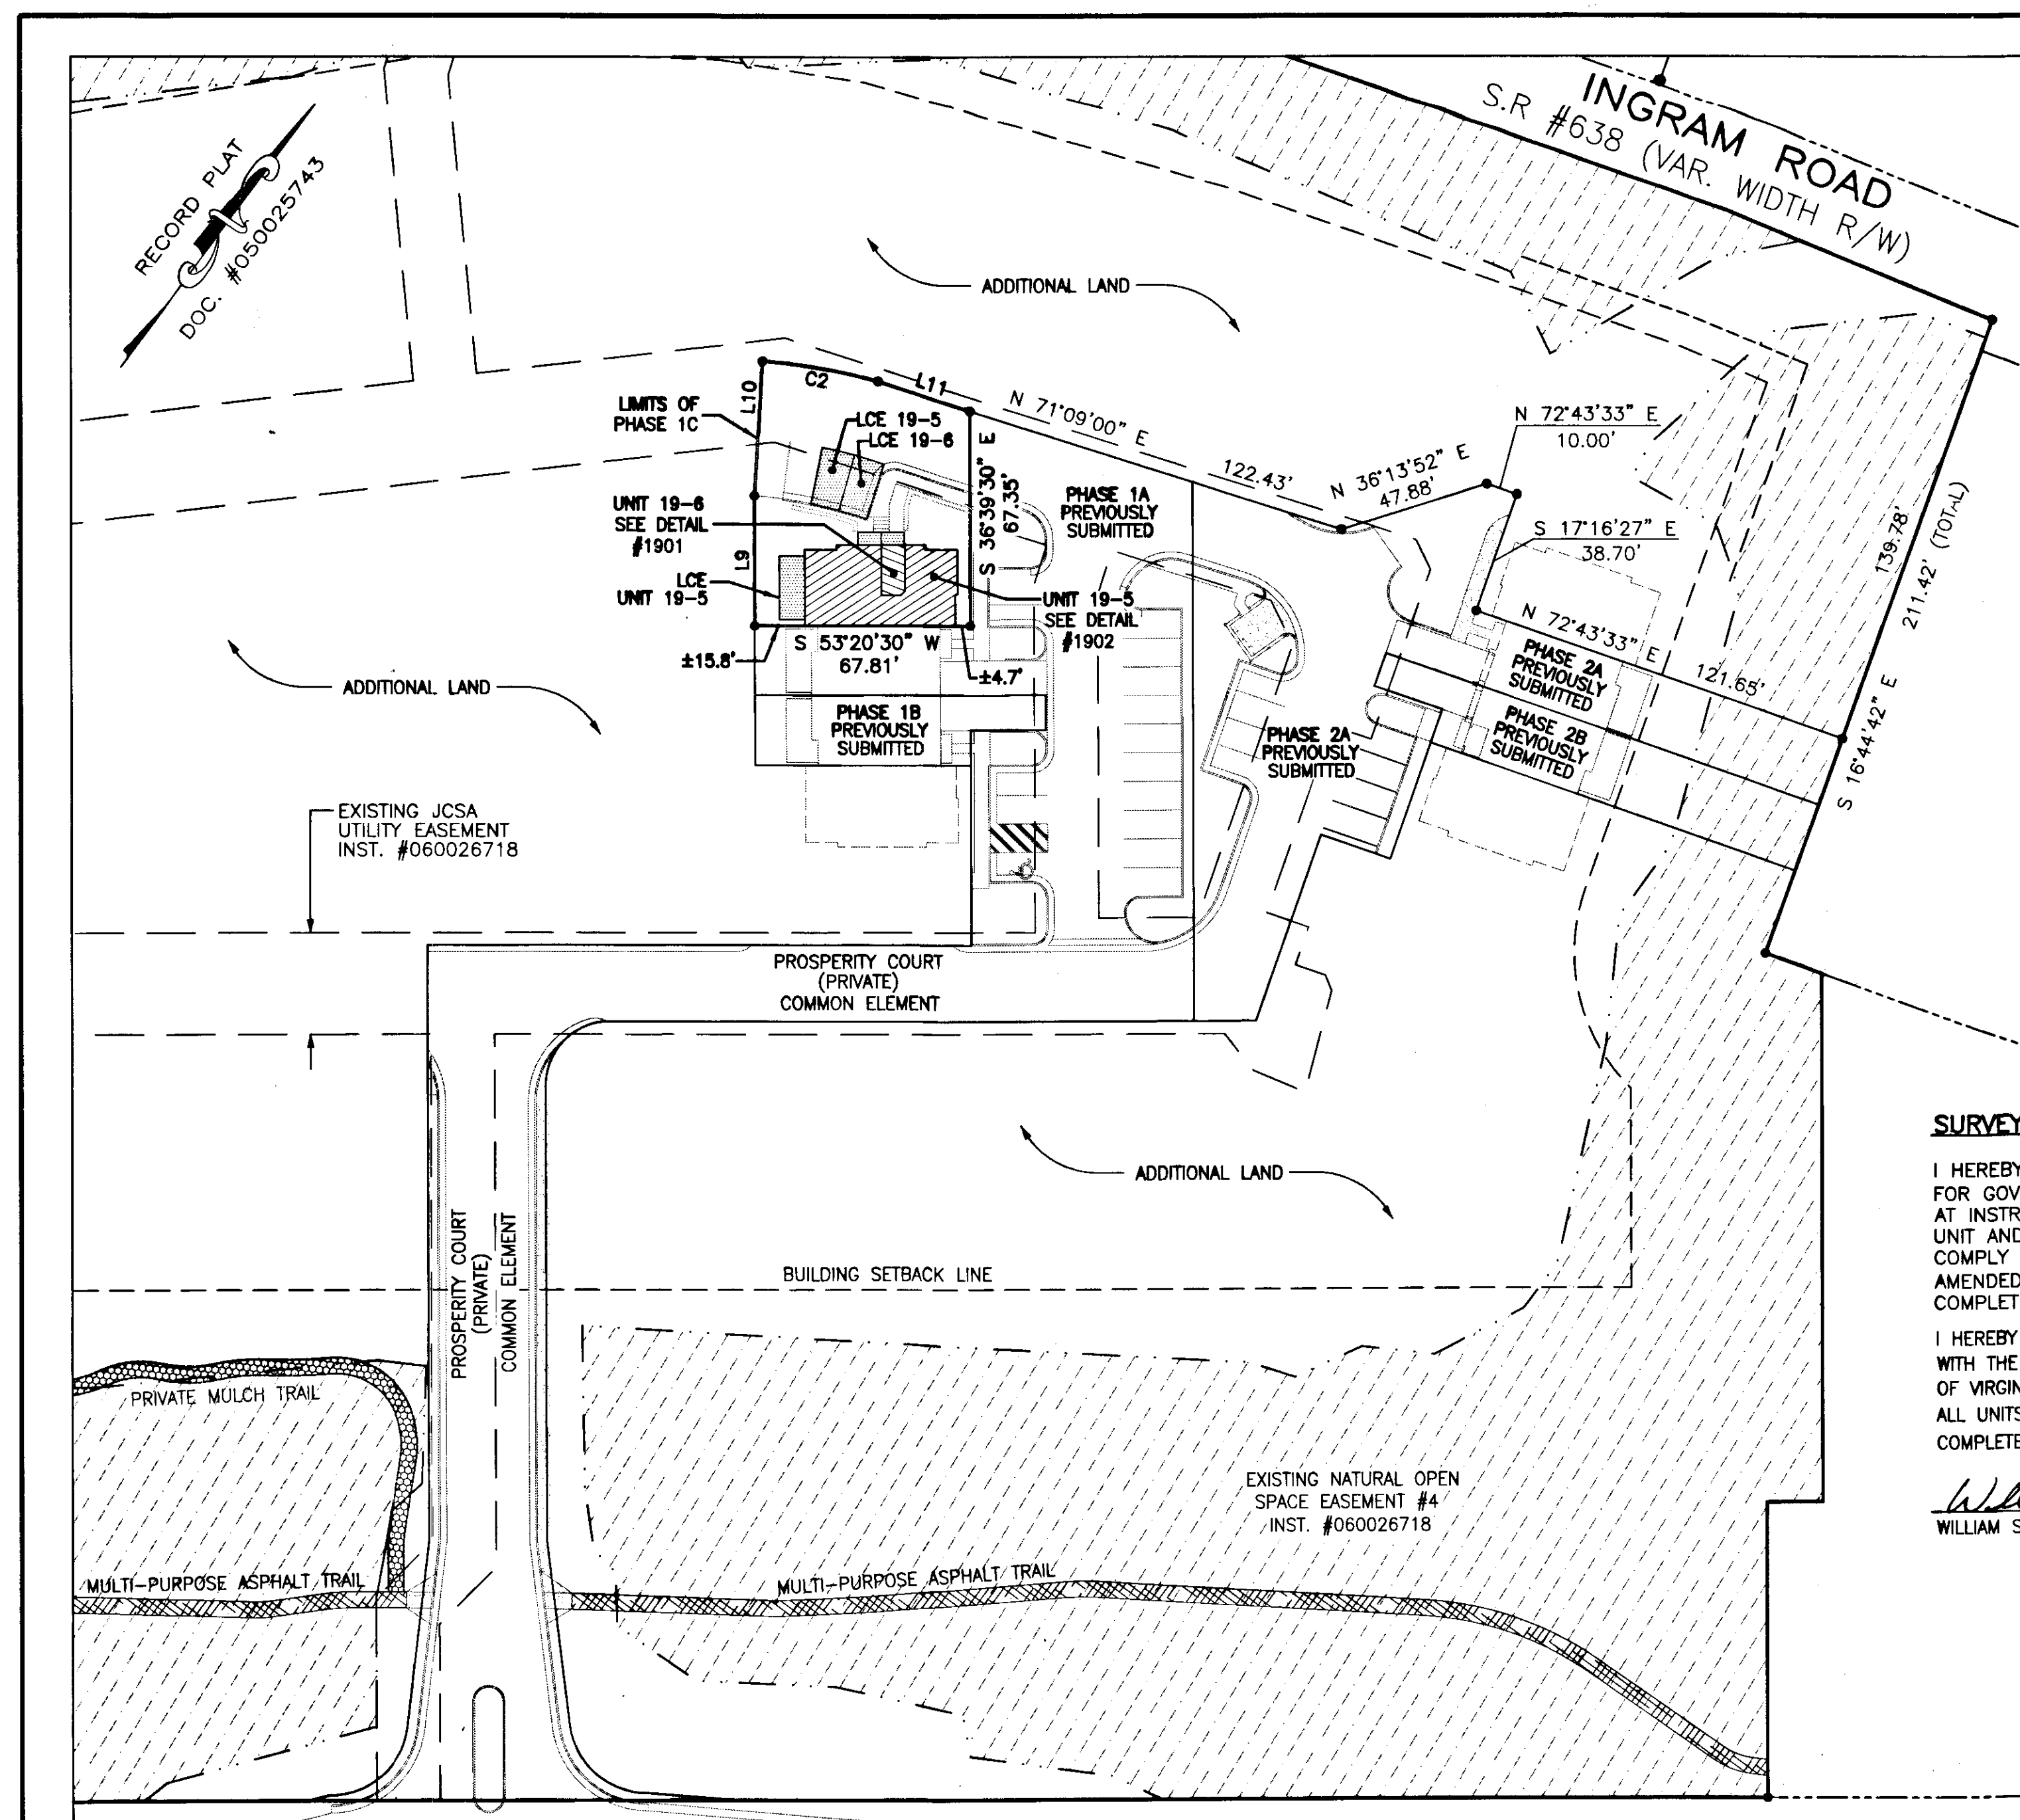 INGRAM ROAD
S.R #638 (VAR. WIDTH R/W)
RECORD PLAT
DOC. #050025743
ADDITIONAL LAND
LIMITS OF
PHASE 1C
L10
C2
L11
N 71°09'00" E
122.43'
N 36°13'52" E
47.88'
N 72°43'33" E
10.00'
S 17°16'27" E
38.70'
139.78'
211.42' (TOTAL)
S 16°44'42" E
LCE 19-5
LCE 19-6
S 36°39'30" E
67.35'
PHASE 1A
PREVIOUSLY
SUBMITTED
UNIT 19-6
SEE DETAIL
#1901
L9
LCE
UNIT 19-5
UNIT 19-5
SEE DETAIL
#1902
±15.8'
S 53°20'30" W
67.81'
±4.7'
N 72°43'33" E
121.65'
PHASE 2A
PREVIOUSLY
SUBMITTED
PHASE 2B
PREVIOUSLY
SUBMITTED
PHASE 2A
PREVIOUSLY
SUBMITTED
ADDITIONAL LAND
PHASE 1B
PREVIOUSLY
SUBMITTED
EXISTING JCSA
UTILITY EASEMENT
INST. #060026718
PROSPERITY COURT
(PRIVATE)
COMMON ELEMENT
ADDITIONAL LAND
PROSPERITY COURT
(PRIVATE)
COMMON ELEMENT
BUILDING SETBACK LINE
PRIVATE MULCH TRAIL
EXISTING NATURAL OPEN
SPACE EASEMENT #4
INST. #060026718
MULTI-PURPOSE ASPHALT TRAIL
MULTI-PURPOSE ASPHALT TRAIL
SURVEY
I HEREBY
FOR GOV
AT INSTR
UNIT AND
COMPLY
AMENDED
COMPLET
I HEREBY
WITH THE
OF VIRGIN
ALL UNITS
COMPLETE
WILLIAM S